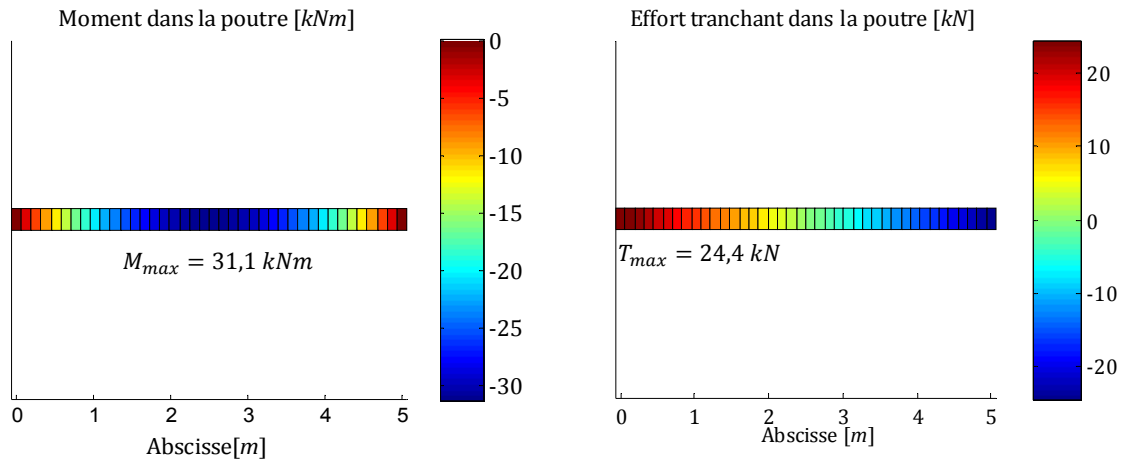 Moment dans la poutre [kNm]
0
-5
-10
-15
-20
-25
-30
M_max = 31,1 kNm
0 1 2 3 4 5
Abscisse[m]
Effort tranchant dans la poutre [kN]
20
10
0
-10
-20
T_max = 24,4 kN
0 1 2 3 4 5
Abscisse [m]